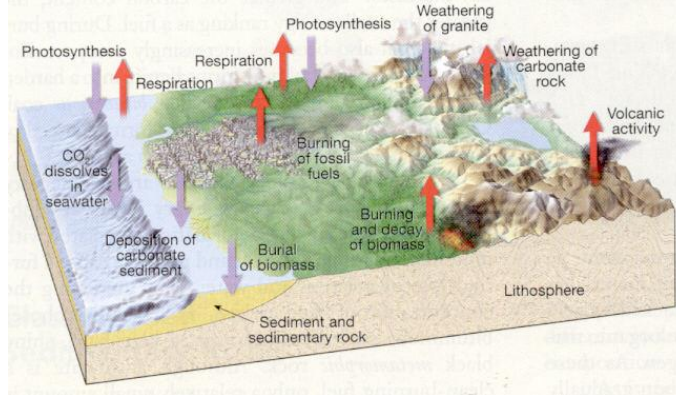 Photosynthesis
Respiration
Photosynthesis
Respiration
Weathering
of granite
Weathering of
carbonate
rock
Volcanic
activity
Burning
of fossil
fuels
CO₂
dissolves
in
seawater
Deposition of
carbonate
sediment
Burial
of biomass
Burning
and decay
of biomass
Lithosphere
Sediment and
sedimentary rock